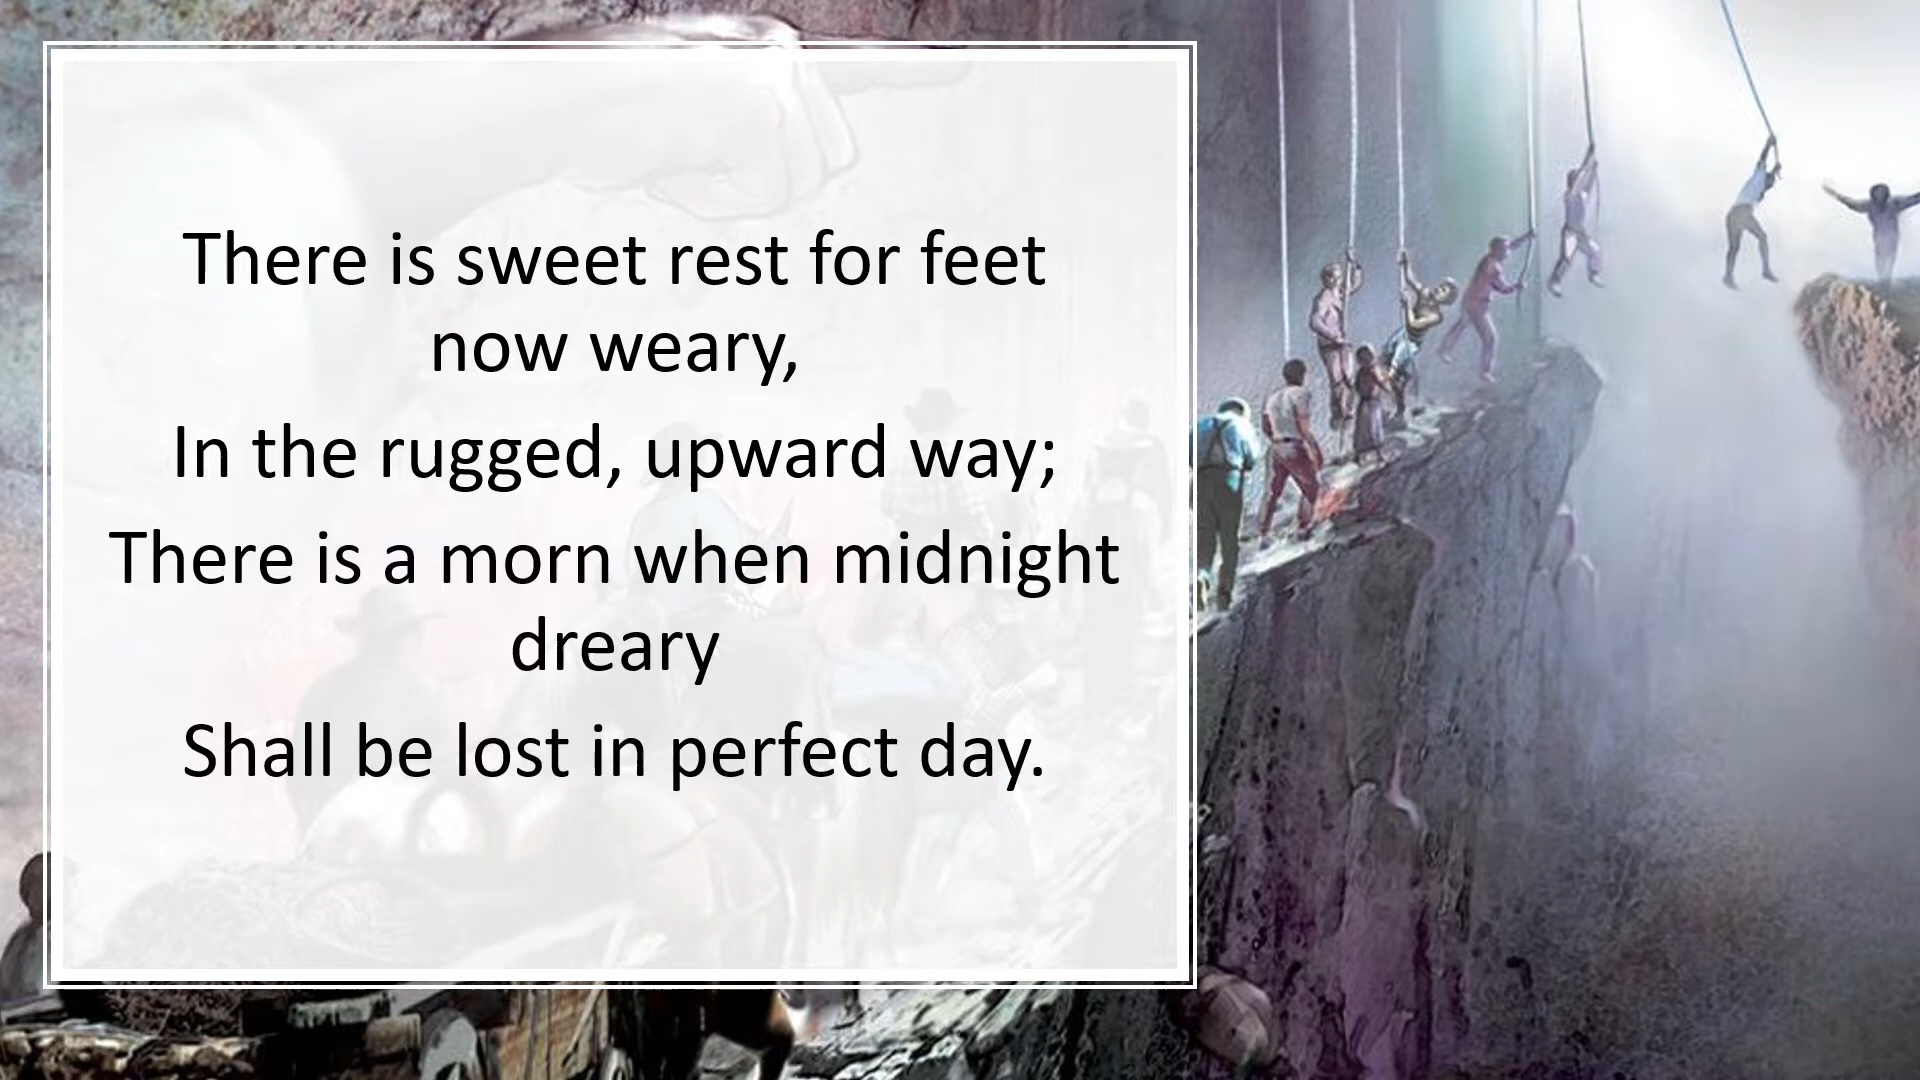 There is sweet rest for feet
now weary,
In the rugged, upward way;
There is a morn when midnight
dreary
Shall be lost in perfect day.